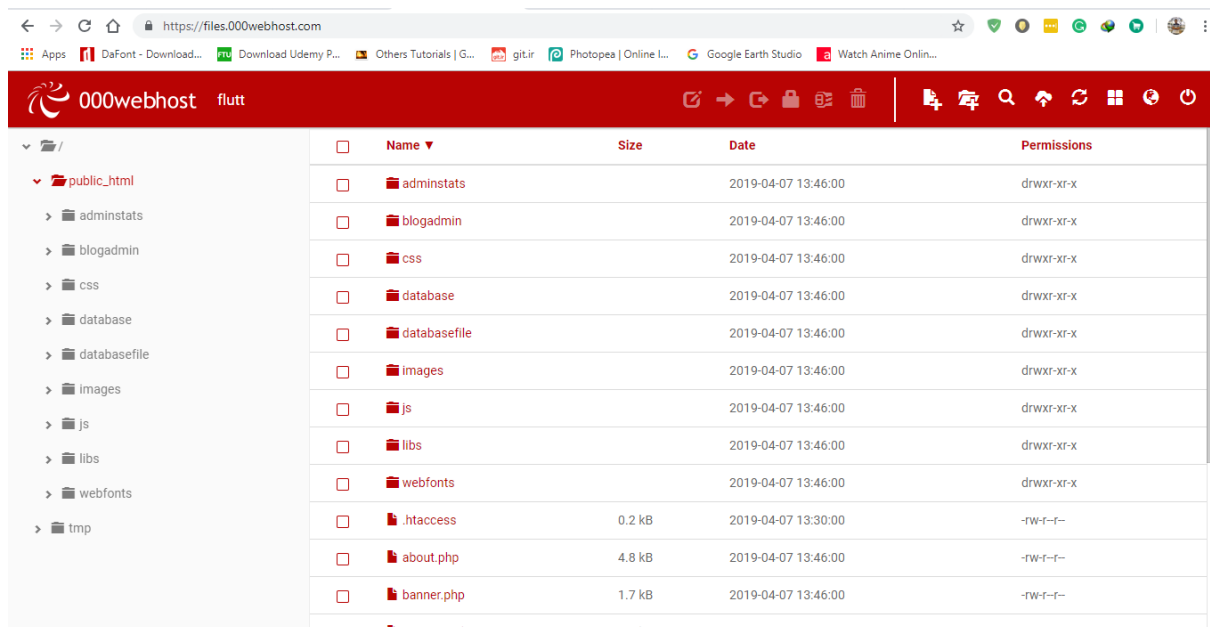 https://files.000webhost.com
Apps DaFont - Download... FTU Download Udemy P... Others Tutorials | G... git.ir Photopea | Online I... G Google Earth Studio a Watch Anime Onlin...
000webhost flutt
/
public_html
adminstats
blogadmin
css
database
databasefile
images
js
libs
webfonts
tmp
Name ▼ Size Date Permissions
adminstats 2019-04-07 13:46:00 drwxr-xr-x
blogadmin 2019-04-07 13:46:00 drwxr-xr-x
css 2019-04-07 13:46:00 drwxr-xr-x
database 2019-04-07 13:46:00 drwxr-xr-x
databasefile 2019-04-07 13:46:00 drwxr-xr-x
images 2019-04-07 13:46:00 drwxr-xr-x
js 2019-04-07 13:46:00 drwxr-xr-x
libs 2019-04-07 13:46:00 drwxr-xr-x
webfonts 2019-04-07 13:46:00 drwxr-xr-x
.htaccess 0.2 kB 2019-04-07 13:30:00 -rw-r--r--
about.php 4.8 kB 2019-04-07 13:46:00 -rw-r--r--
banner.php 1.7 kB 2019-04-07 13:46:00 -rw-r--r--